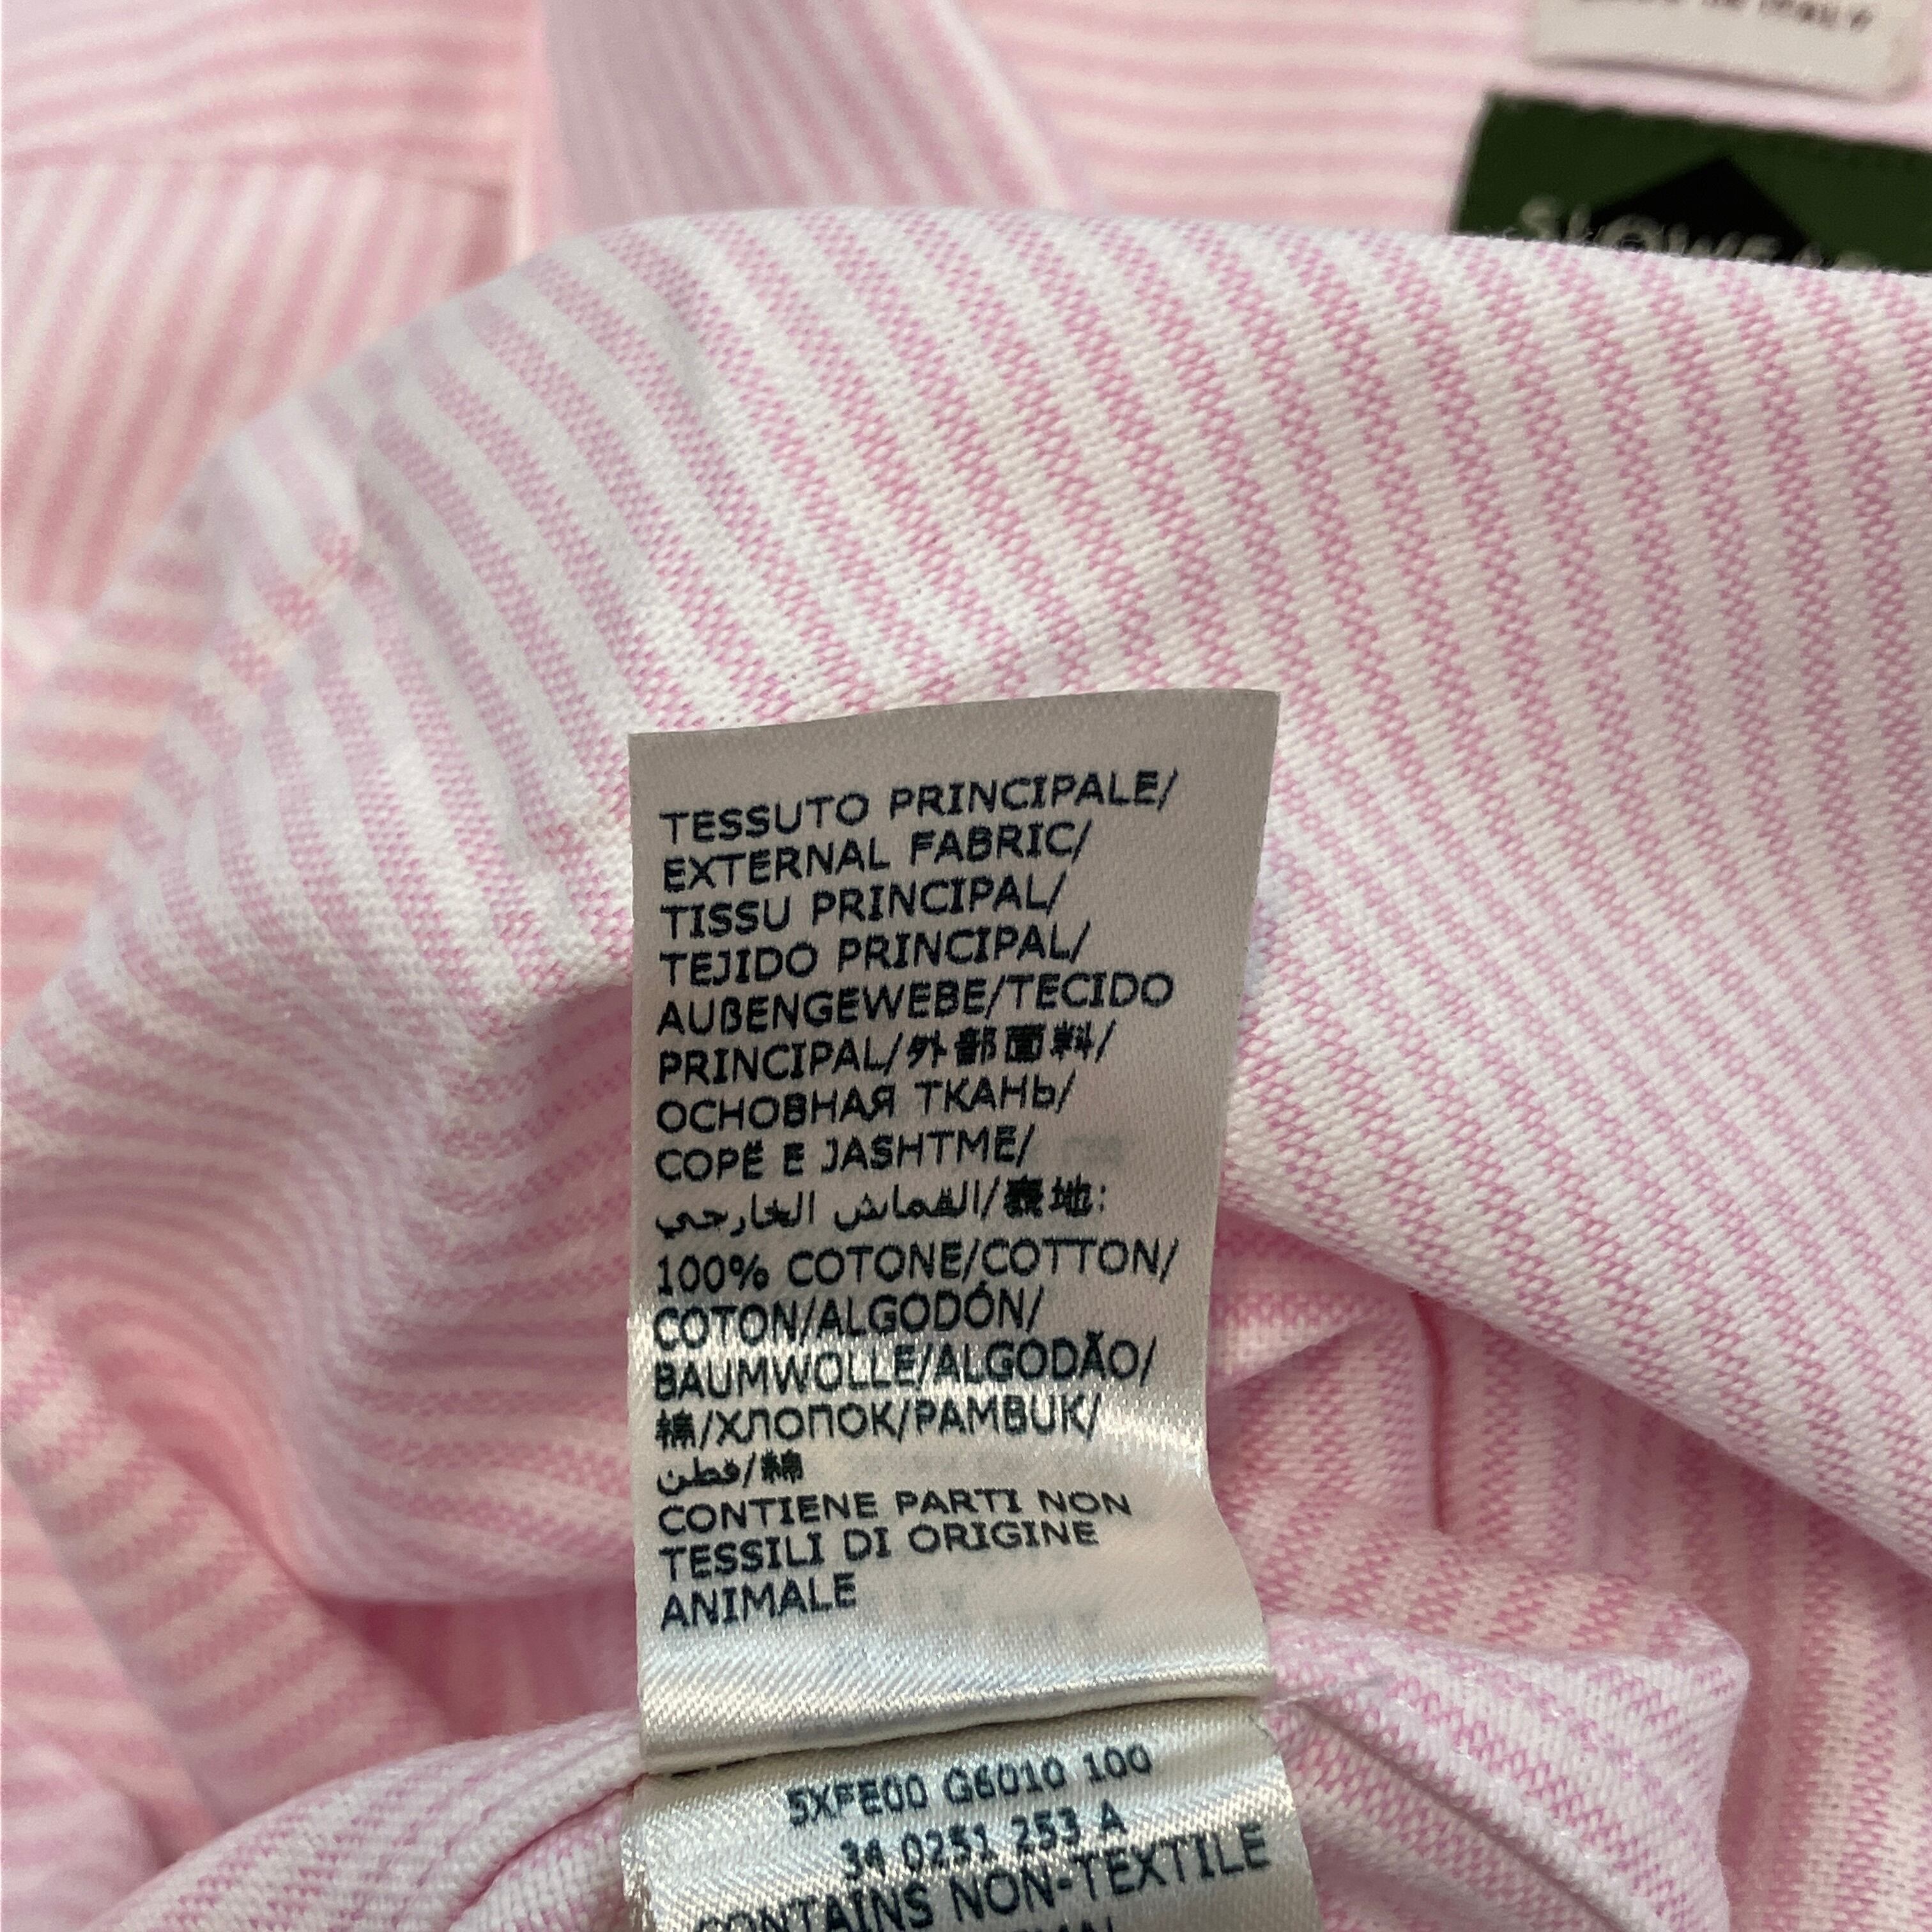 SLOWEAR
TESSUTO PRINCIPALE/
EXTERNAL FABRIC/
TISSU PRINCIPAL/
TEJIDO PRINCIPAL/
AUßENGEWEBE/TECIDO
PRINCIPAL/外部面料/
ОСНОВНАЯ ТКАНЬ/
COPË E JASHTME/
القماش الخارجي/表地:
100% COTONE/COTTON/
COTON/ALGODÓN/
BAUMWOLLE/ALGODÃO/
棉/ХЛОПОК/PAMBUK/
قطن/綿
CONTIENE PARTI NON
TESSILI DI ORIGINE
ANIMALE
5XFE00 G6010 100
34 0251 253 A
CONTAINS NON-TEXTILE